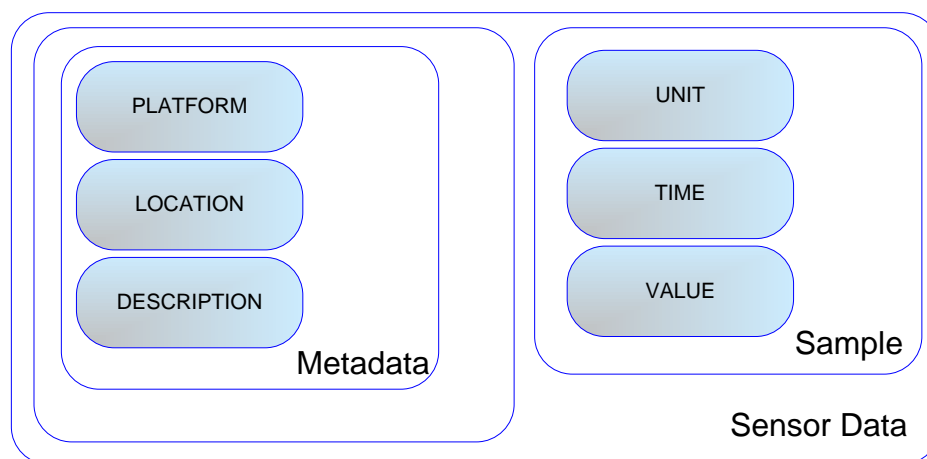 PLATFORM
LOCATION
DESCRIPTION
Metadata
UNIT
TIME
VALUE
Sample
Sensor Data